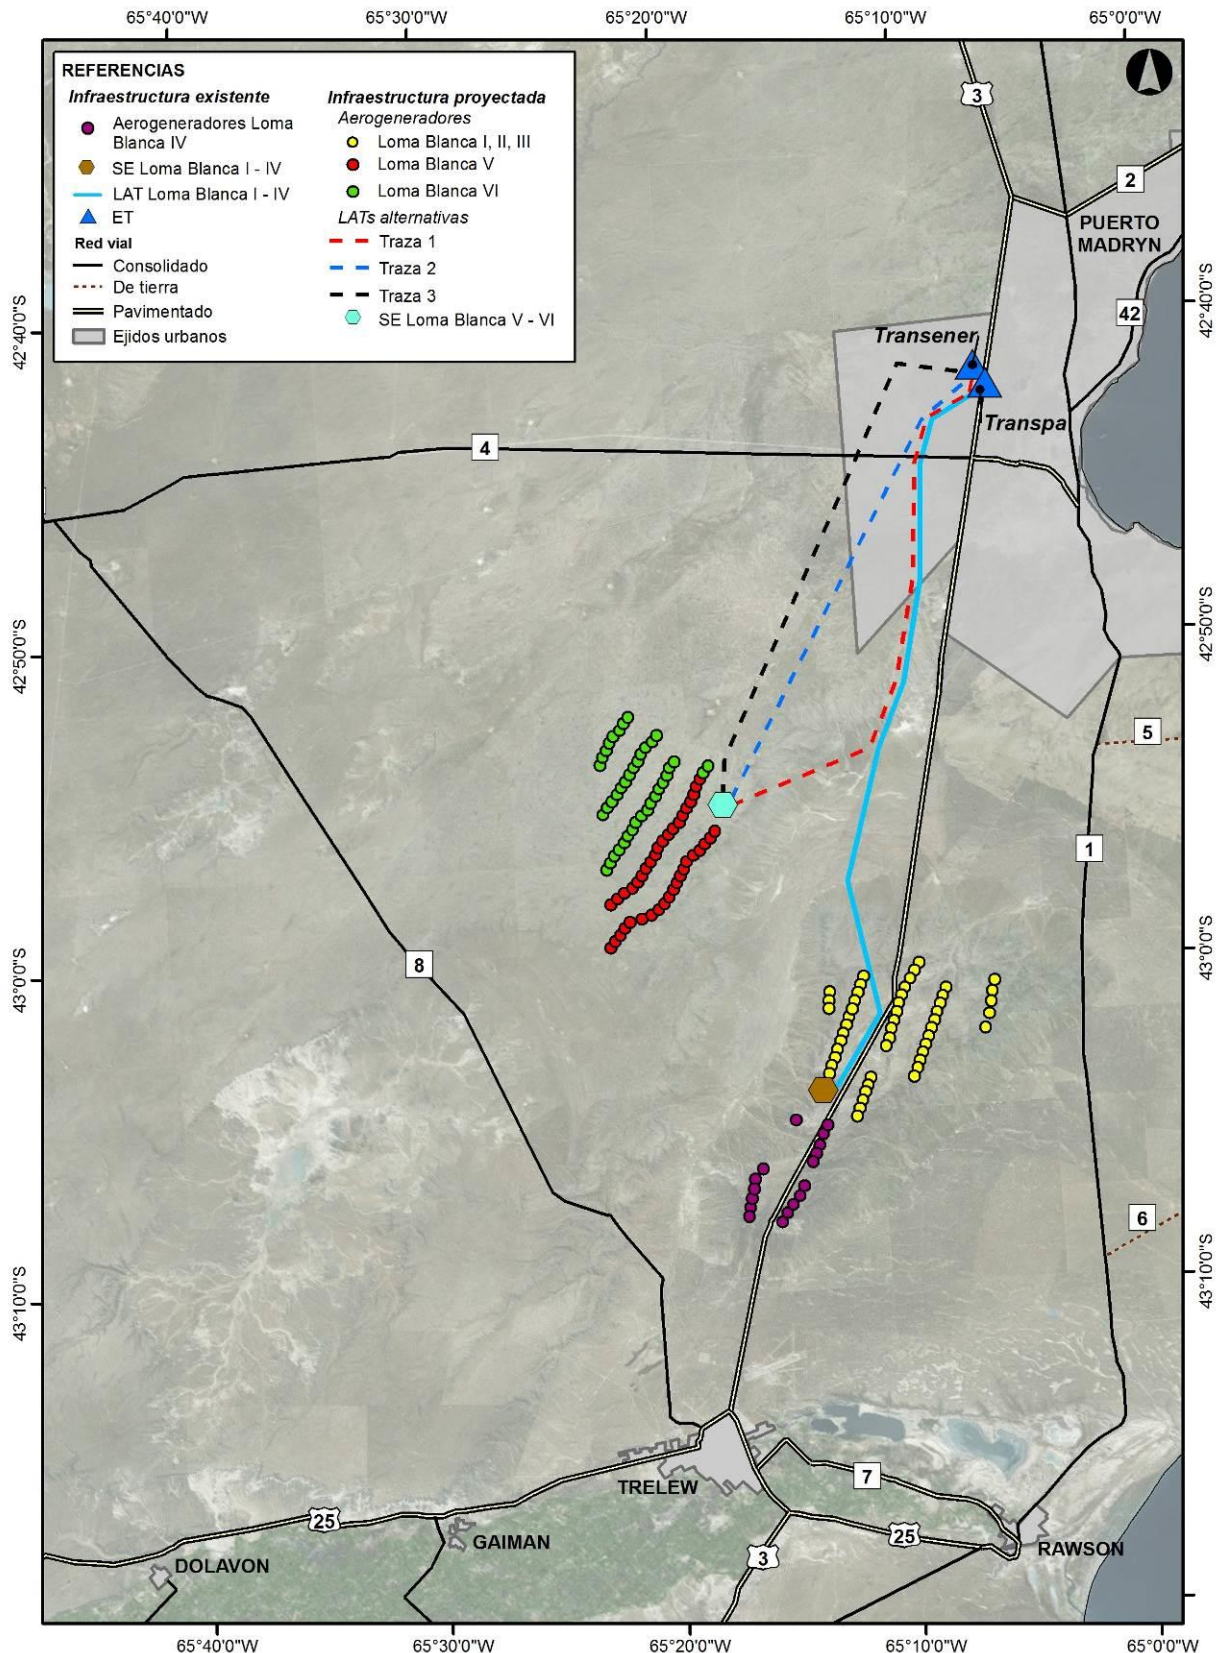 65°40'0"W
65°30'0"W
65°20'0"W
65°10'0"W
65°0'0"W
REFERENCIAS
Infraestructura existente
Aerogeneradores Loma
Blanca IV
SE Loma Blanca I - IV
LAT Loma Blanca I - IV
ET
Red vial
Consolidado
De tierra
Pavimentado
Ejidos urbanos
Infraestructura proyectada
Aerogeneradores
Loma Blanca I, II, III
Loma Blanca V
Loma Blanca VI
LATs alternativas
Traza 1
Traza 2
Traza 3
SE Loma Blanca V - VI
3
2
PUERTO
MADRYN
42
42°40'0"S
42°40'0"S
Transener
Transpa
4
42°50'0"S
42°50'0"S
5
1
8
43°0'0"S
43°0'0"S
6
43°10'0"S
43°10'0"S
TRELEW
7
25
GAIMAN
25
RAWSON
DOLAVON
3
65°40'0"W
65°30'0"W
65°20'0"W
65°10'0"W
65°0'0"W